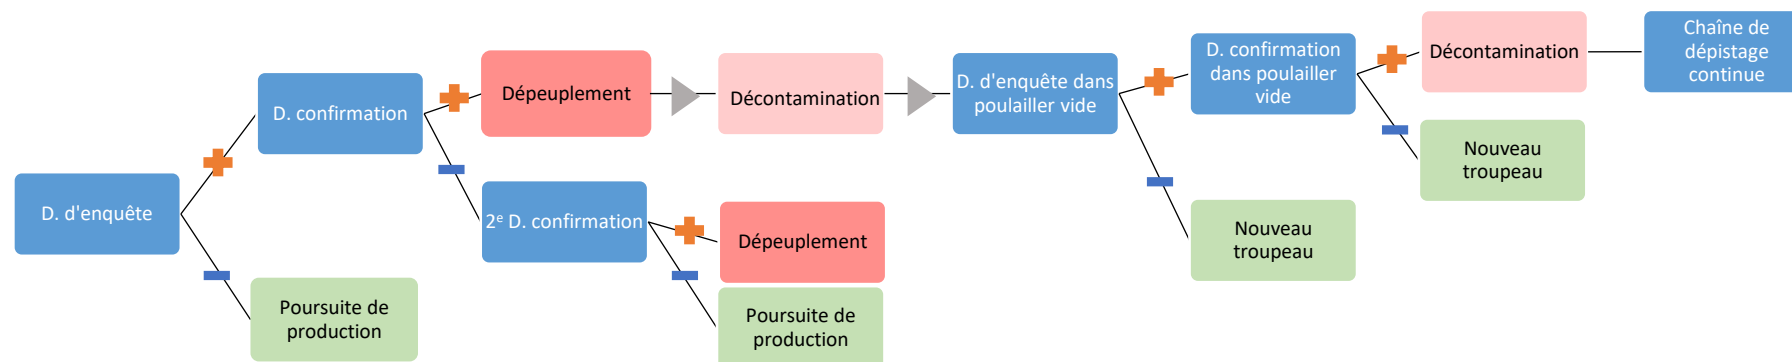 D. d'enquête
D. confirmation
Poursuite de
production
Dépeuplement
2e D. confirmation
Décontamination
Dépeuplement
Poursuite de
production
D. d'enquête dans
poulailler vide
D. confirmation
dans poulailler
vide
Nouveau
troupeau
Décontamination
Nouveau
troupeau
Chaîne de
dépistage
continue